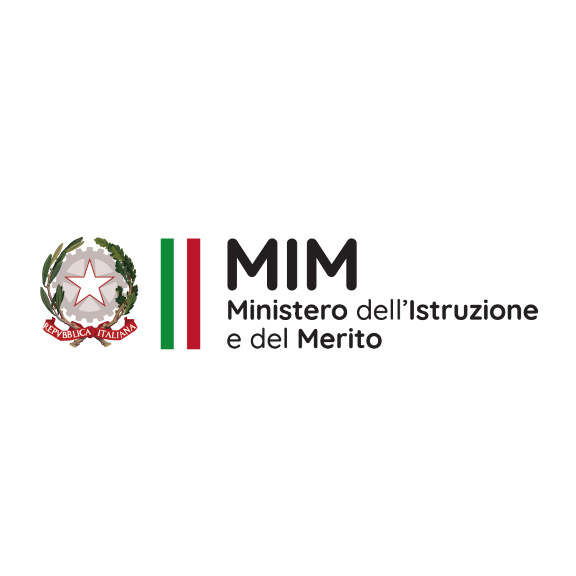 REPVBBLICA ITALIANA
MIM
Ministero dell'Istruzione
e del Merito